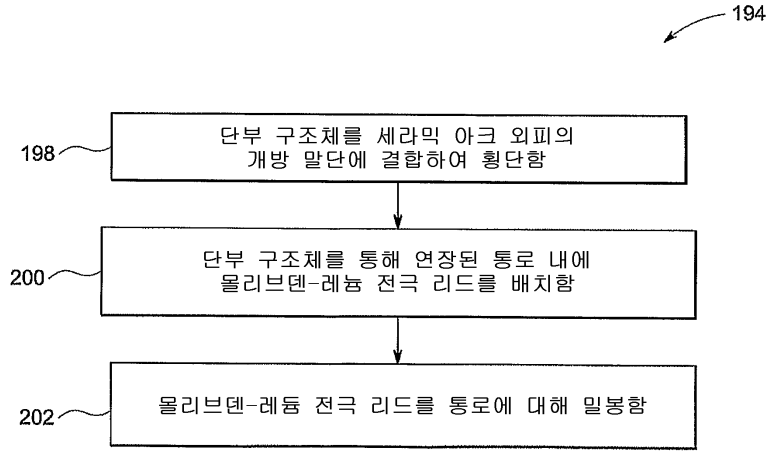 194
198
단부 구조체를 세라믹 아크 외피의
개방 말단에 결합하여 횡단함
200
단부 구조체를 통해 연장된 통로 내에
몰리브덴-레늄 전극 리드를 배치함
202
몰리브덴-레듐 전극 리드를 통로에 대해 밀봉함